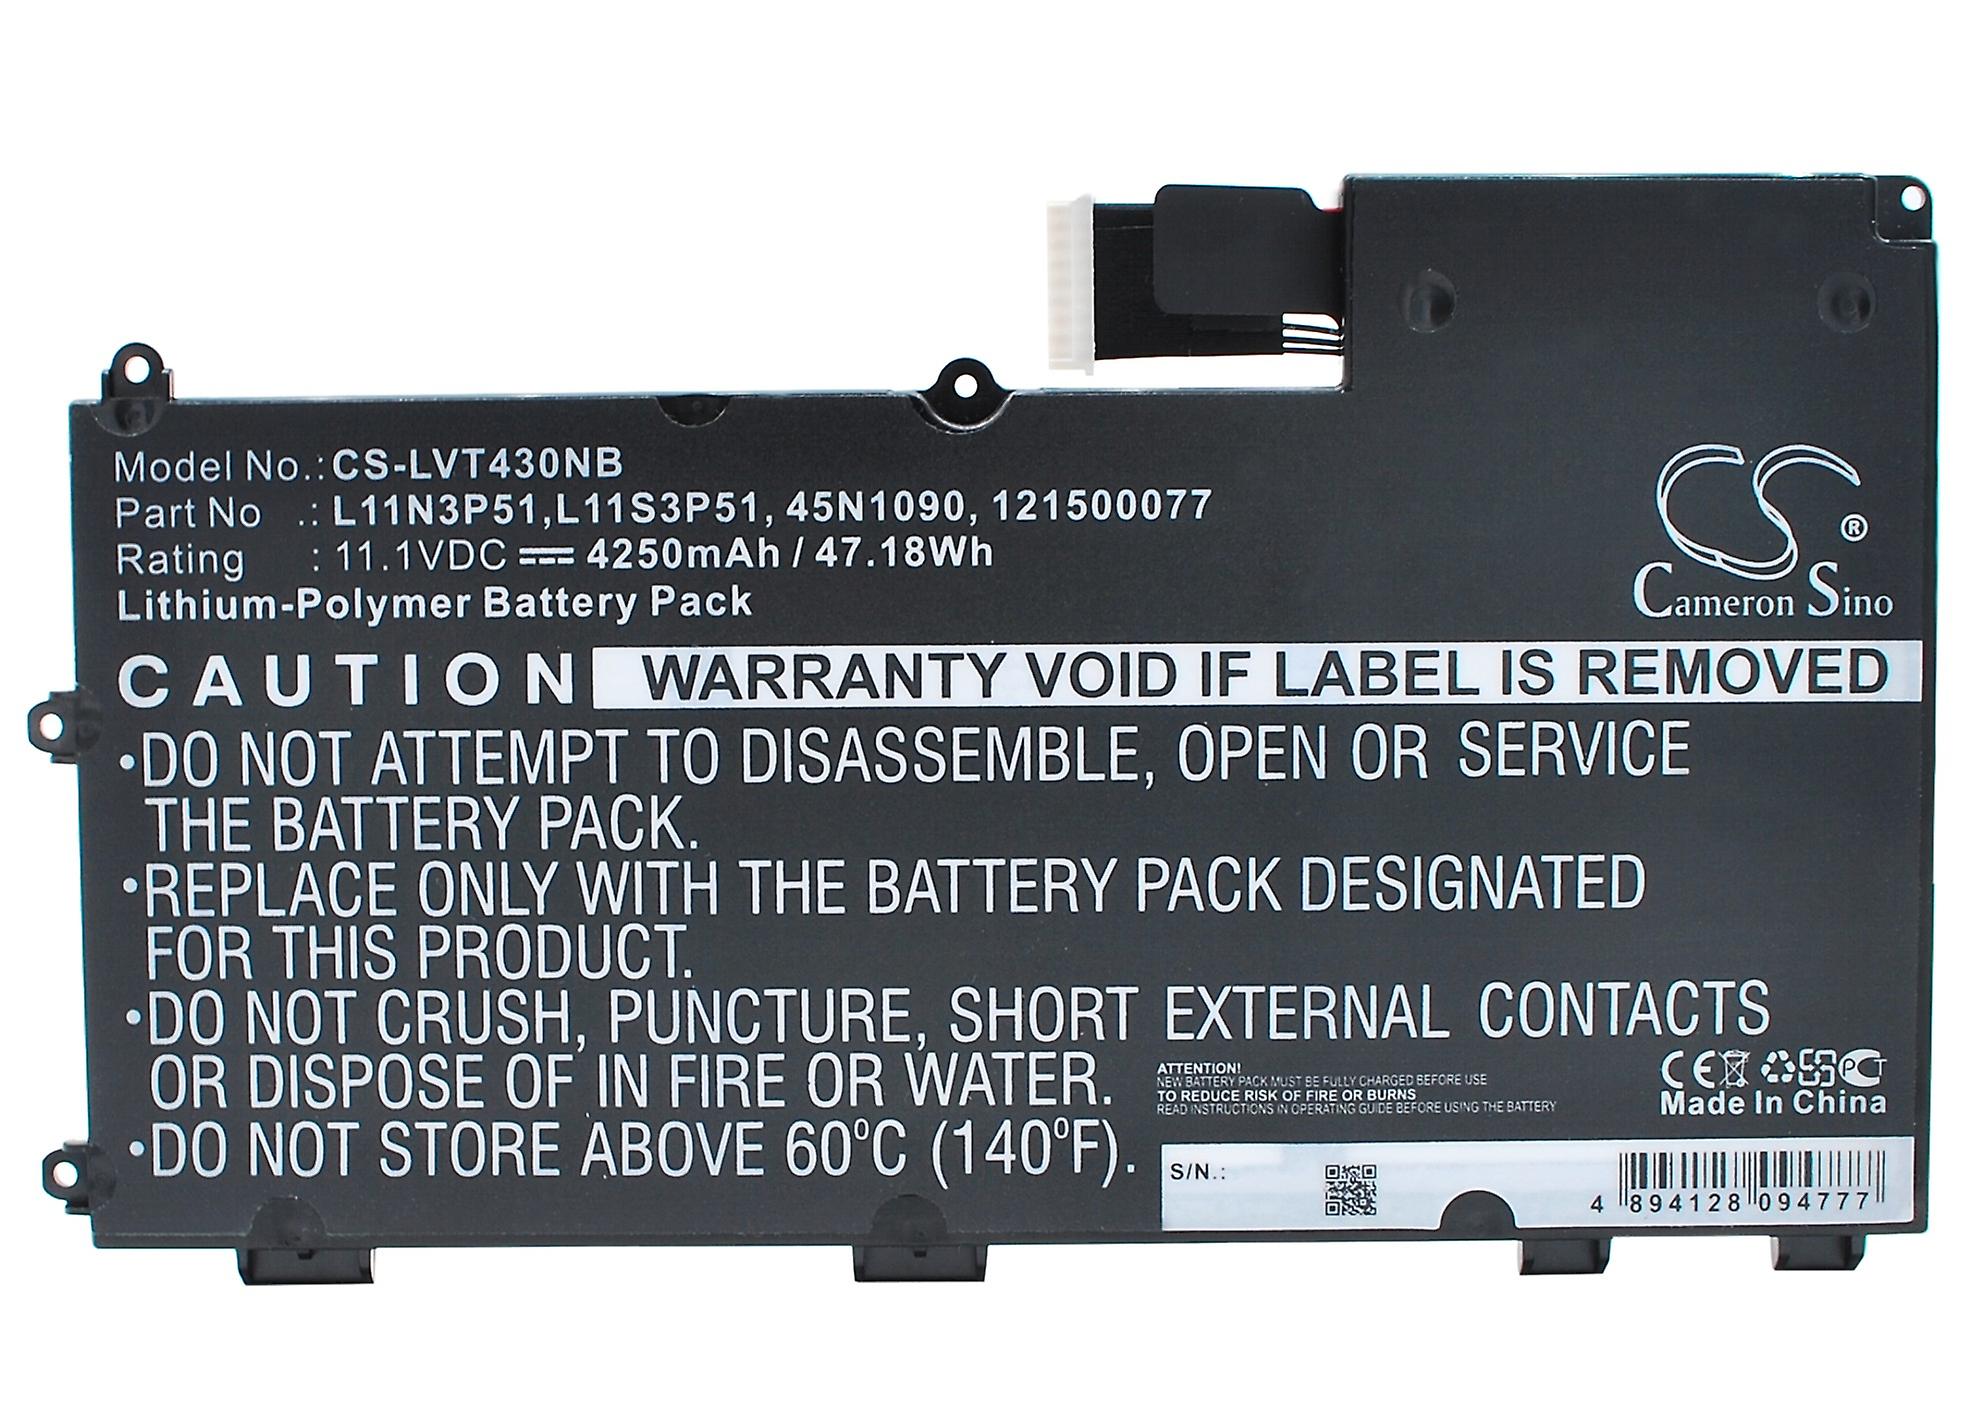 Model No.: CS-LVT430NB
Part No .: L11N3P51,L11S3P51, 45N1090, 121500077
Rating : 11.1VDC 4250mAh / 47.18Wh
Lithium-Polymer Battery Pack
CS ®
Cameron Sino
CAUTION WARRANTY VOID IF LABEL IS REMOVED
•DO NOT ATTEMPT TO DISASSEMBLE, OPEN OR SERVICE
THE BATTERY PACK.
•REPLACE ONLY WITH THE BATTERY PACK DESIGNATED
FOR THIS PRODUCT.
•DO NOT CRUSH, PUNCTURE, SHORT EXTERNAL CONTACTS
OR DISPOSE OF IN FIRE OR WATER.
•DO NOT STORE ABOVE 60ºC (140ºF).
ATTENTION!
NEW BATTERY PACK MUST BE FULLY CHARGED BEFORE USE
TO REDUCE RISK OF FIRE OR BURNS
READ INSTRUCTIONS IN OPERATING GUIDE BEFORE USING THE BATTERY
CE PCT
Made In China
S/N.:
4 894128 094777